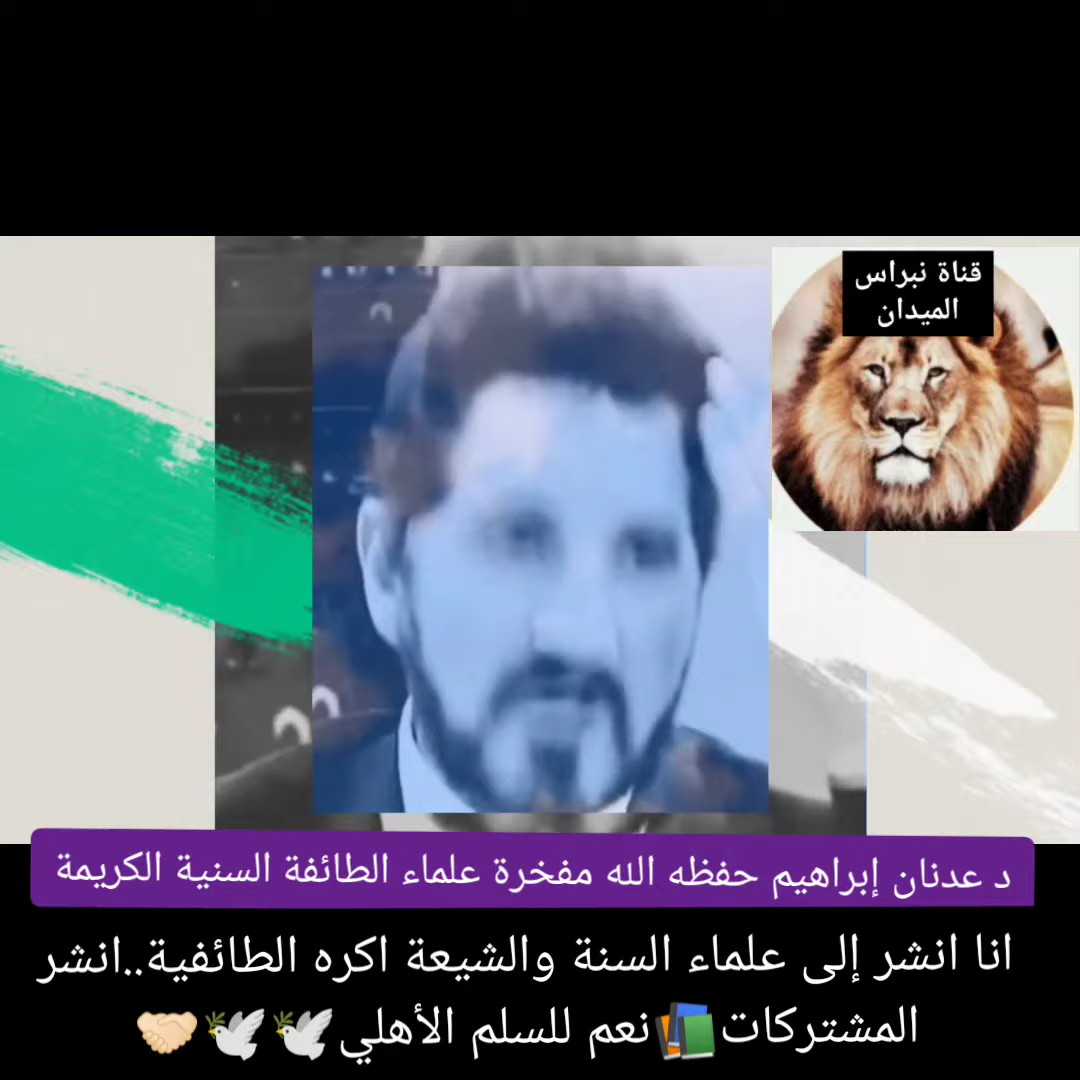 قناة نبراس
الميدان
د عدنان إبراهيم حفظه الله مفخرة علماء الطائفة السنية الكريمة
انا انشر إلى علماء السنة والشيعة اكره الطائفية..انشر
المشتركات📚نعم للسلم الأهلي🕊️🕊️🤝🏻